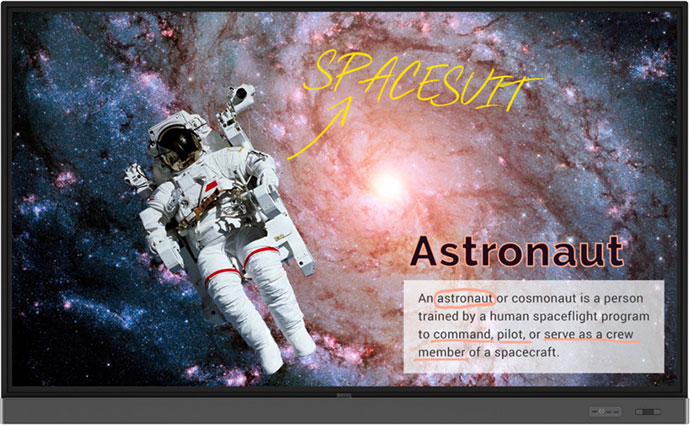 SPACESUIT
Astronaut
An astronaut or cosmonaut is a person
trained by a human spaceflight program
to command, pilot, or serve as a crew
member of a spacecraft.
BenQ